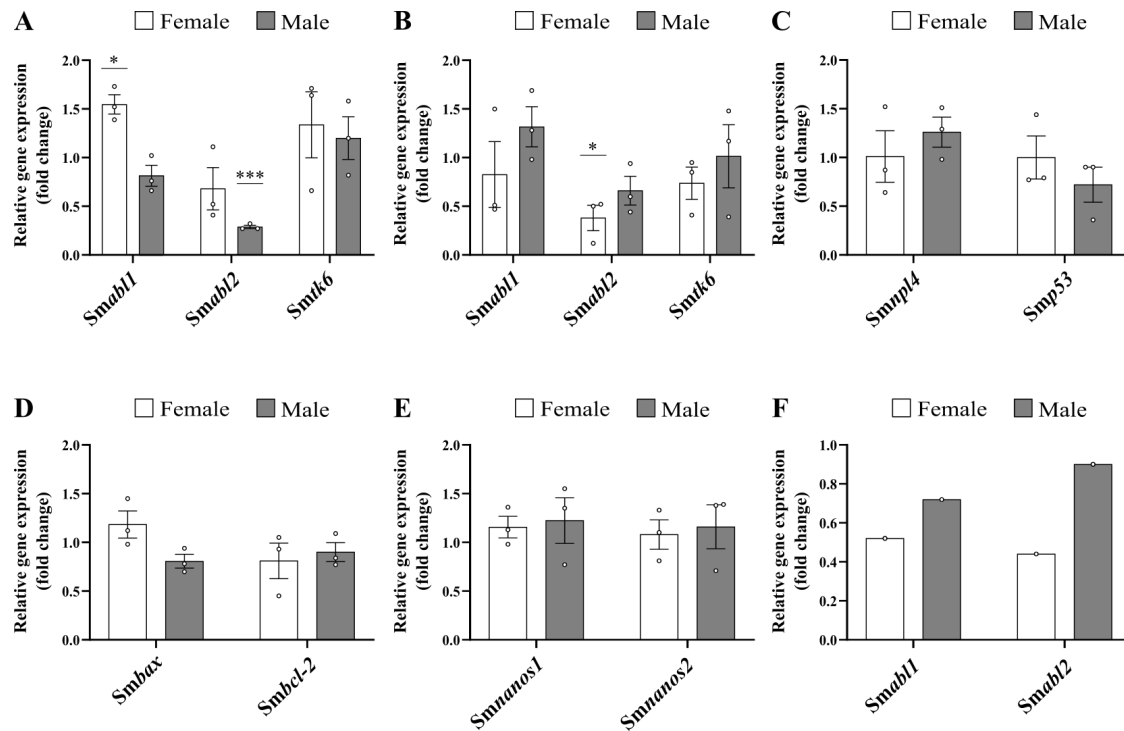 A
Female
Male
Relative gene expression
(fold change)
2.0
1.5
1.0
0.5
0.0
*
***
Smabl1
Smabl2
Smtk6
B
Female
Male
Relative gene expression
(fold change)
2.0
1.5
1.0
0.5
0.0
*
Smabl1
Smabl2
Smtk6
C
Female
Male
Relative gene expression
(fold change)
2.0
1.5
1.0
0.5
0.0
Smnpl4
Smp53
D
Female
Male
Relative gene expression
(fold change)
2.0
1.5
1.0
0.5
0.0
Smbax
Smbcl-2
E
Female
Male
Relative gene expression
(fold change)
2.0
1.5
1.0
0.5
0.0
Smnanos1
Smnanos2
F
Female
Male
Relative gene expression
(fold change)
1.0
0.8
0.6
0.4
0.2
0.0
Smabl1
Smabl2